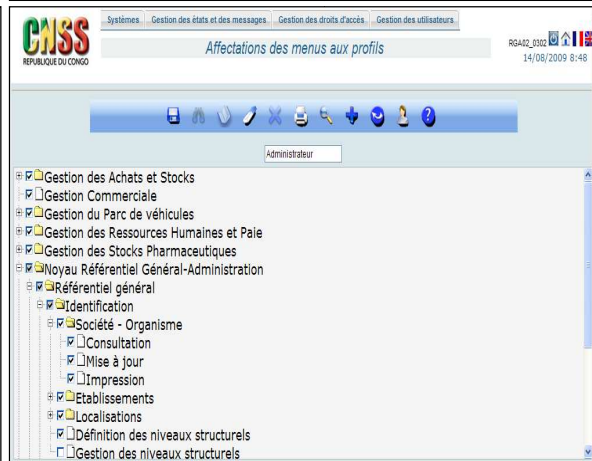 Systèmes Gestion des états et des messages Gestion des droits d'accès Gestion des utilisateurs
CNSS
REPUBLIQUE DU CONGO
Affectations des menus aux profils
RGA02_0302
14/08/2009 8:48
Administrateur
Gestion des Achats et Stocks
Gestion Commerciale
Gestion du Parc de véhicules
Gestion des Ressources Humaines et Paie
Gestion des Stocks Pharmaceutiques
Noyau Référentiel Général-Administration
Référentiel général
Identification
Société - Organisme
Consultation
Mise à jour
Impression
Etablissements
Localisations
Définition des niveaux structurels
Gestion des niveaux structurels